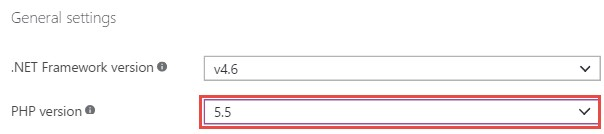 General settings
.NET Framework version v4.6
PHP version 5.5